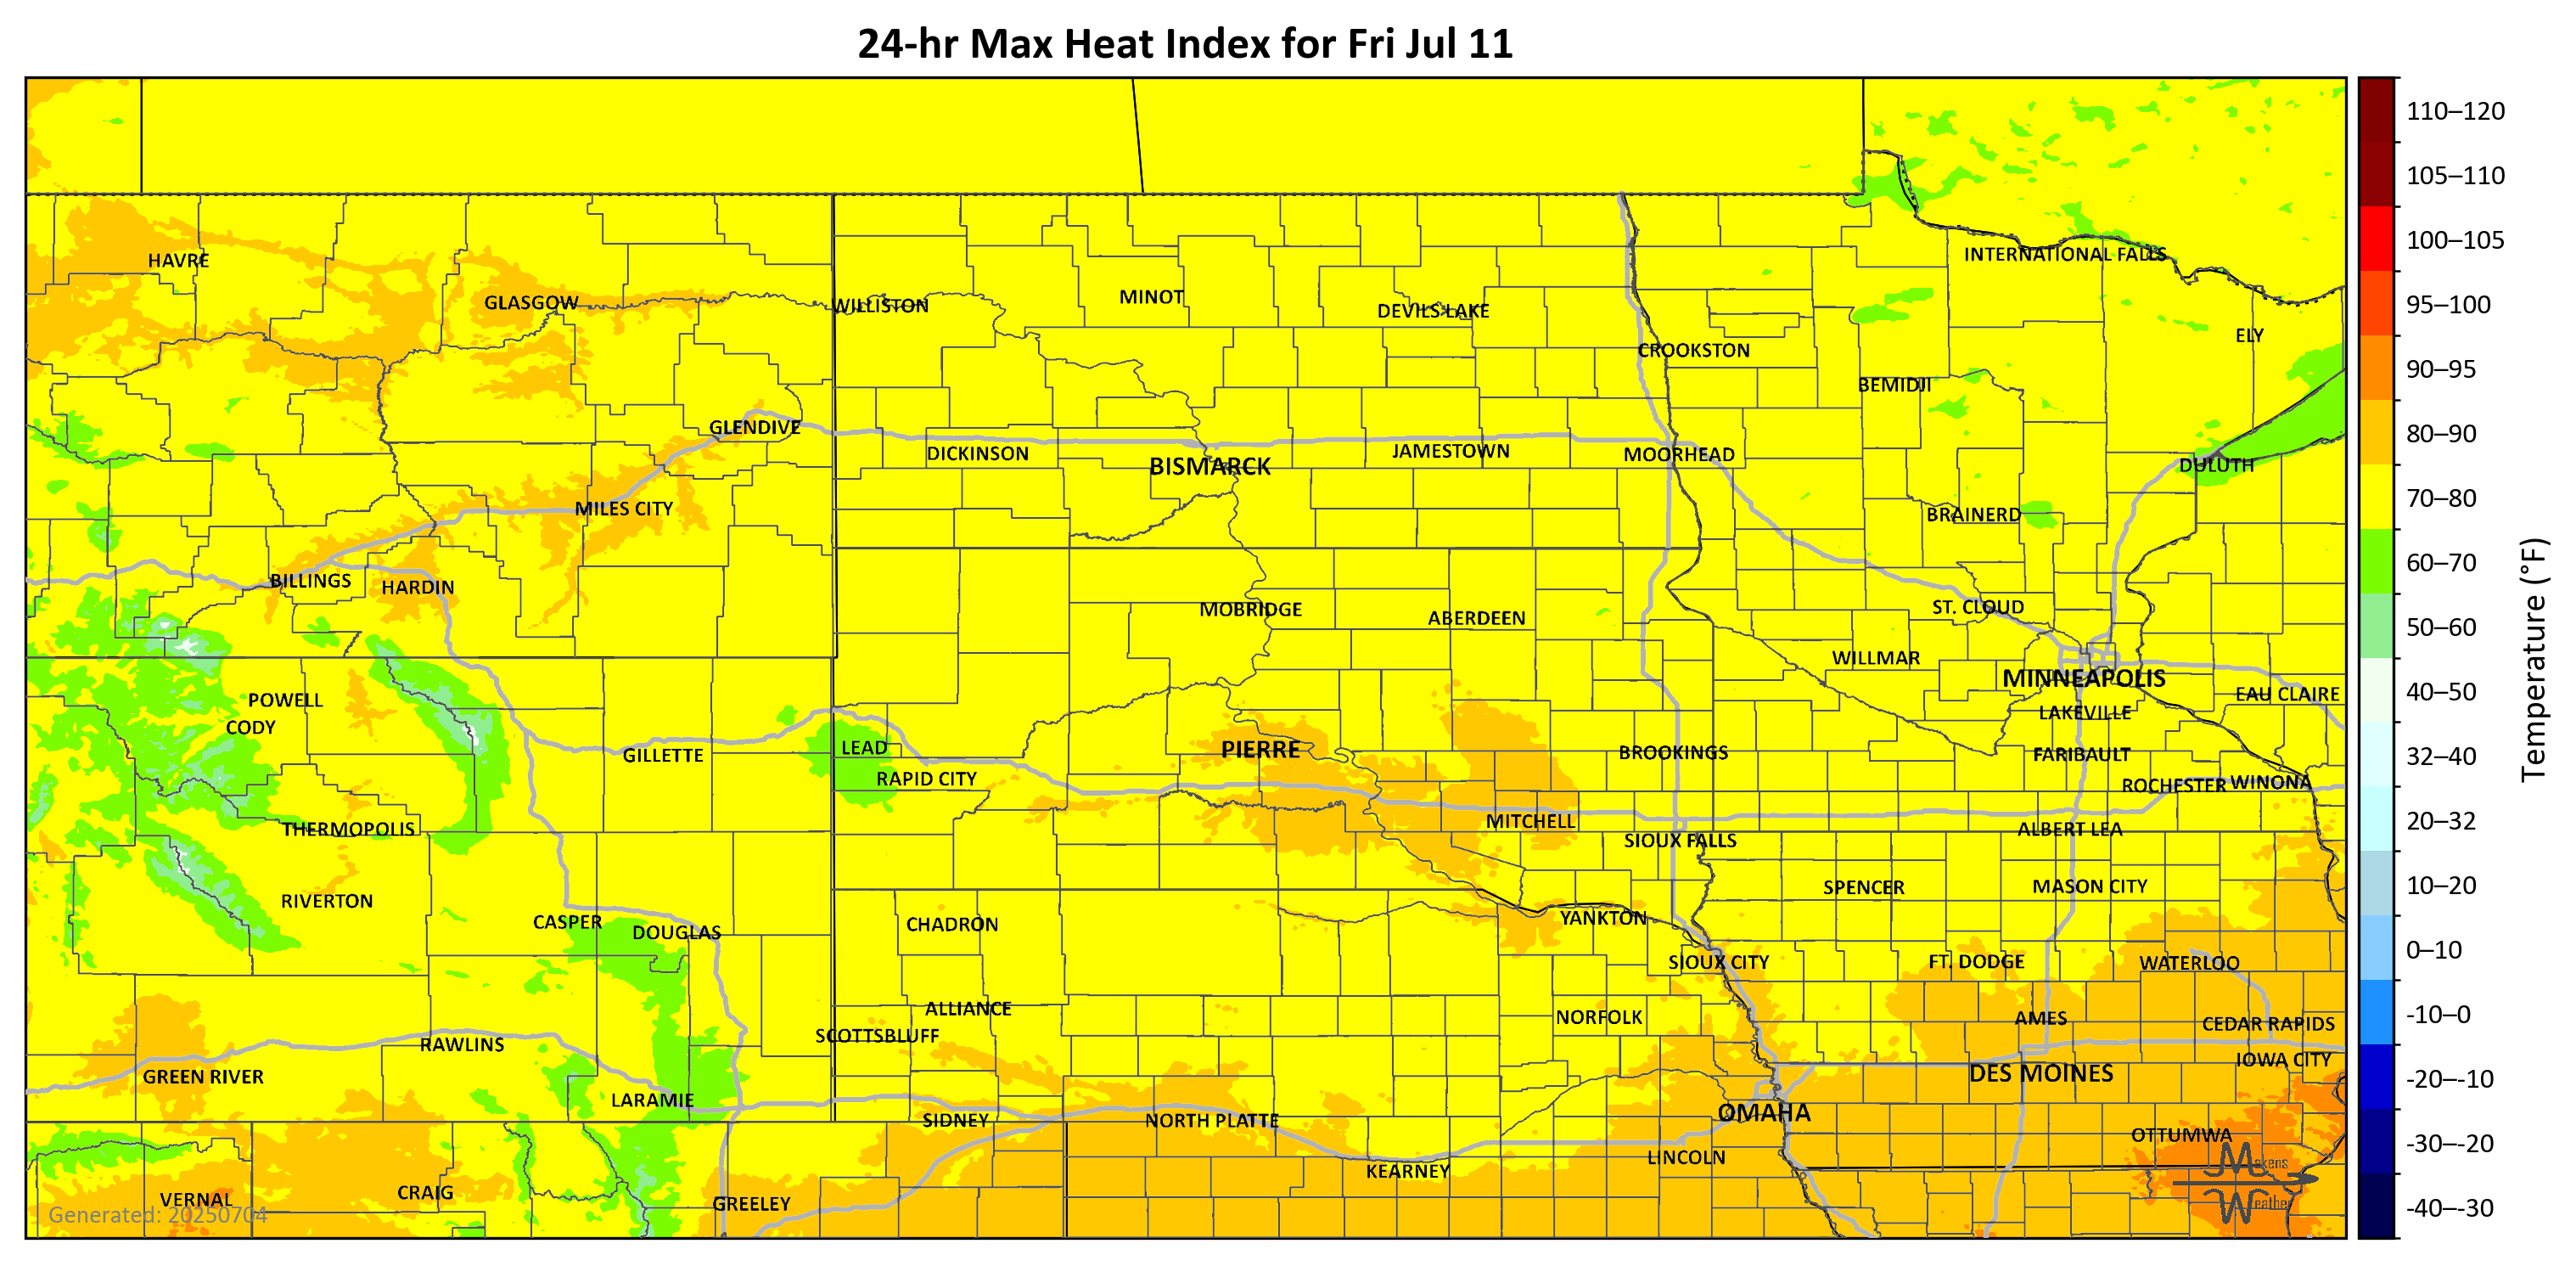 24-hr Max Heat Index for Fri Jul 11
110–120
105–110
100–105
95–100
90–95
80–90
70–80
60–70
50–60
40–50
32–40
20–32
10–20
0–10
-10–0
-20–-10
-30–-20
-40–-30
Temperature (°F)
HAVRE
INTERNATIONAL FALLS
GLASGOW
WILLISTON
MINOT
DEVILS LAKE
ELY
CROOKSTON
BEMIDJI
GLENDIVE
DICKINSON
BISMARCK
JAMESTOWN
MOORHEAD
DULUTH
MILES CITY
BRAINERD
BILLINGS
HARDIN
MOBRIDGE
ABERDEEN
ST. CLOUD
WILLMAR
MINNEAPOLIS
EAU CLAIRE
POWELL
CODY
LAKEVILLE
GILLETTE
LEAD
RAPID CITY
PIERRE
BROOKINGS
FARIBAULT
ROCHESTER
WINONA
THERMOPOLIS
MITCHELL
SIOUX FALLS
ALBERT LEA
RIVERTON
SPENCER
MASON CITY
CASPER
DOUGLAS
CHADRON
YANKTON
SIOUX CITY
FT. DODGE
WATERLOO
ALLIANCE
NORFOLK
AMES
CEDAR RAPIDS
SCOTTSBLUFF
RAWLINS
IOWA CITY
GREEN RIVER
DES MOINES
LARAMIE
SIDNEY
NORTH PLATTE
OMAHA
OTTUMWA
KEARNEY
LINCOLN
VERNAL
CRAIG
GREELEY
Makens
Weather
Generated: 20250704